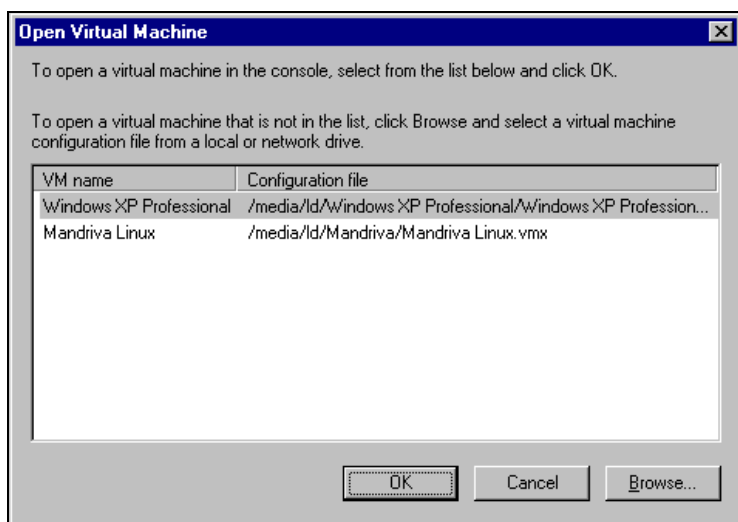 Open Virtual Machine
To open a virtual machine in the console, select from the list below and click OK.
To open a virtual machine that is not in the list, click Browse and select a virtual machine
configuration file from a local or network drive.
VM name Configuration file
Windows XP Professional /media/ld/Windows XP Professional/Windows XP Profession...
Mandriva Linux /media/ld/Mandriva/Mandriva Linux.vmx
OK Cancel Browse...